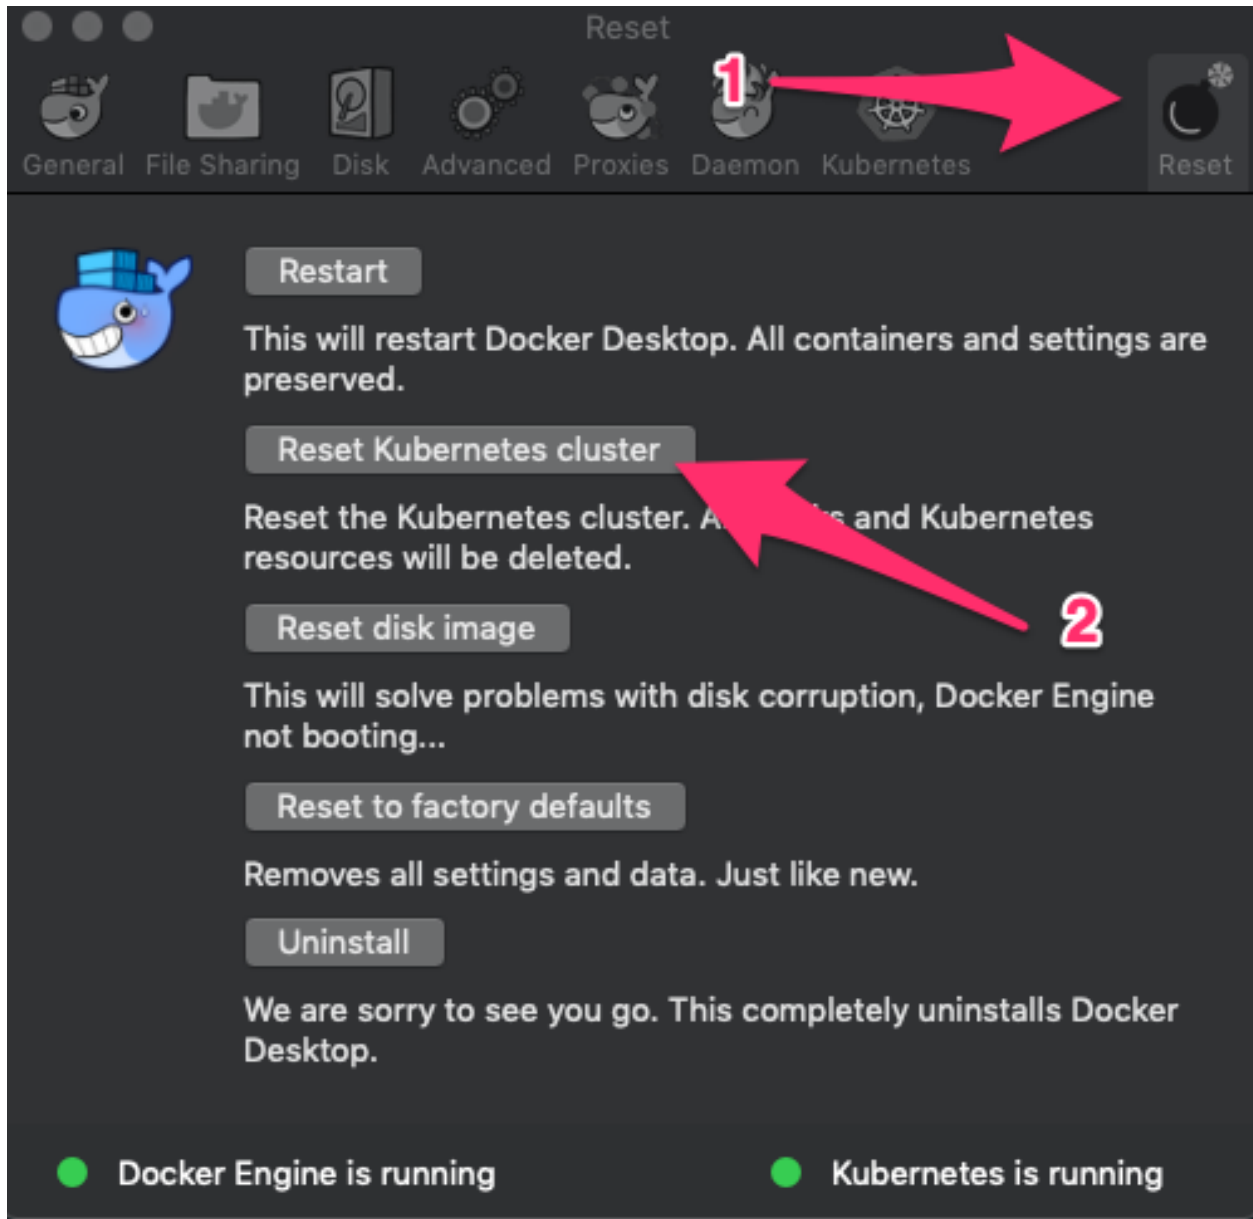 Reset
1
General File Sharing Disk Advanced Proxies Daemon Kubernetes Reset
Restart
This will restart Docker Desktop. All containers and settings are
preserved.
Reset Kubernetes cluster
Reset the Kubernetes cluster. and Kubernetes
resources will be deleted.
Reset disk image
2
This will solve problems with disk corruption, Docker Engine
not booting...
Reset to factory defaults
Removes all settings and data. Just like new.
Uninstall
We are sorry to see you go. This completely uninstalls Docker
Desktop.
Docker Engine is running
Kubernetes is running